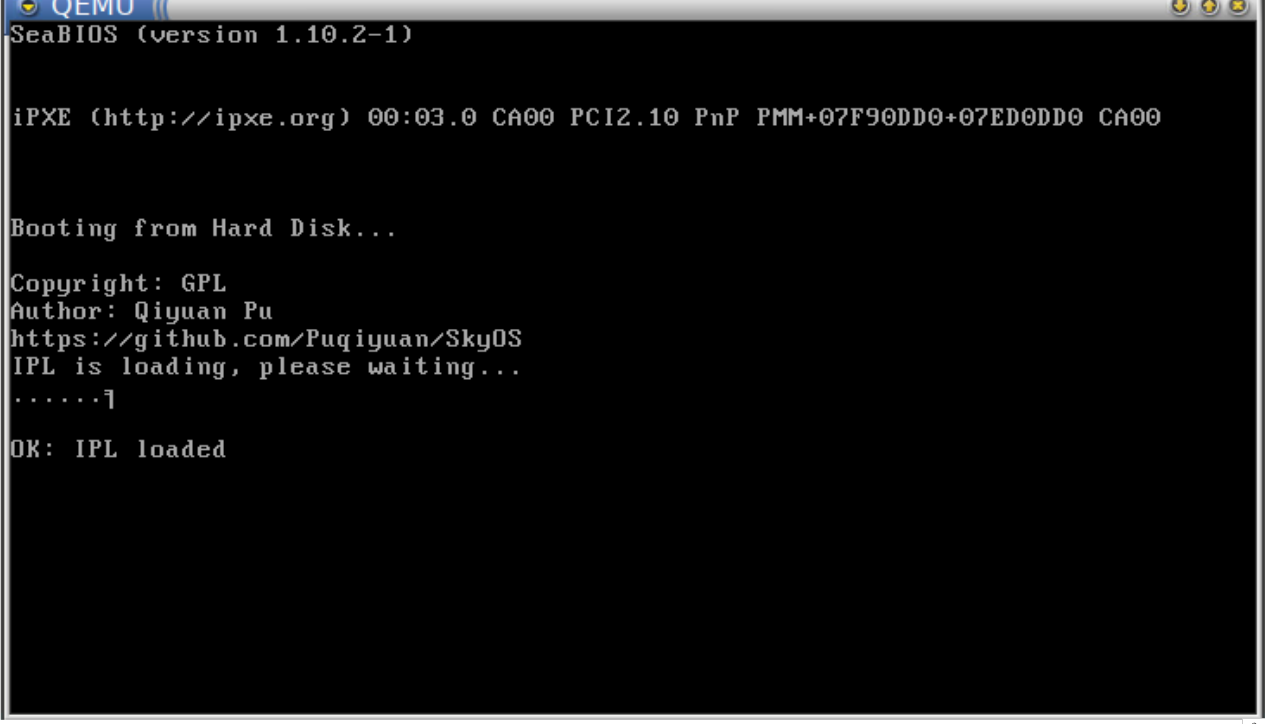 QEMU
SeaBIOS (version 1.10.2-1)
iPXE (http://ipxe.org) 00:03.0 CA00 PCI2.10 PnP PMM+07F90DD0+07ED0DD0 CA00
Booting from Hard Disk...
Copyright: GPL
Author: Qiyuan Pu
https://github.com/Puqiyuan/SkyOS
IPL is loading, please waiting...
......╕
OK: IPL loaded